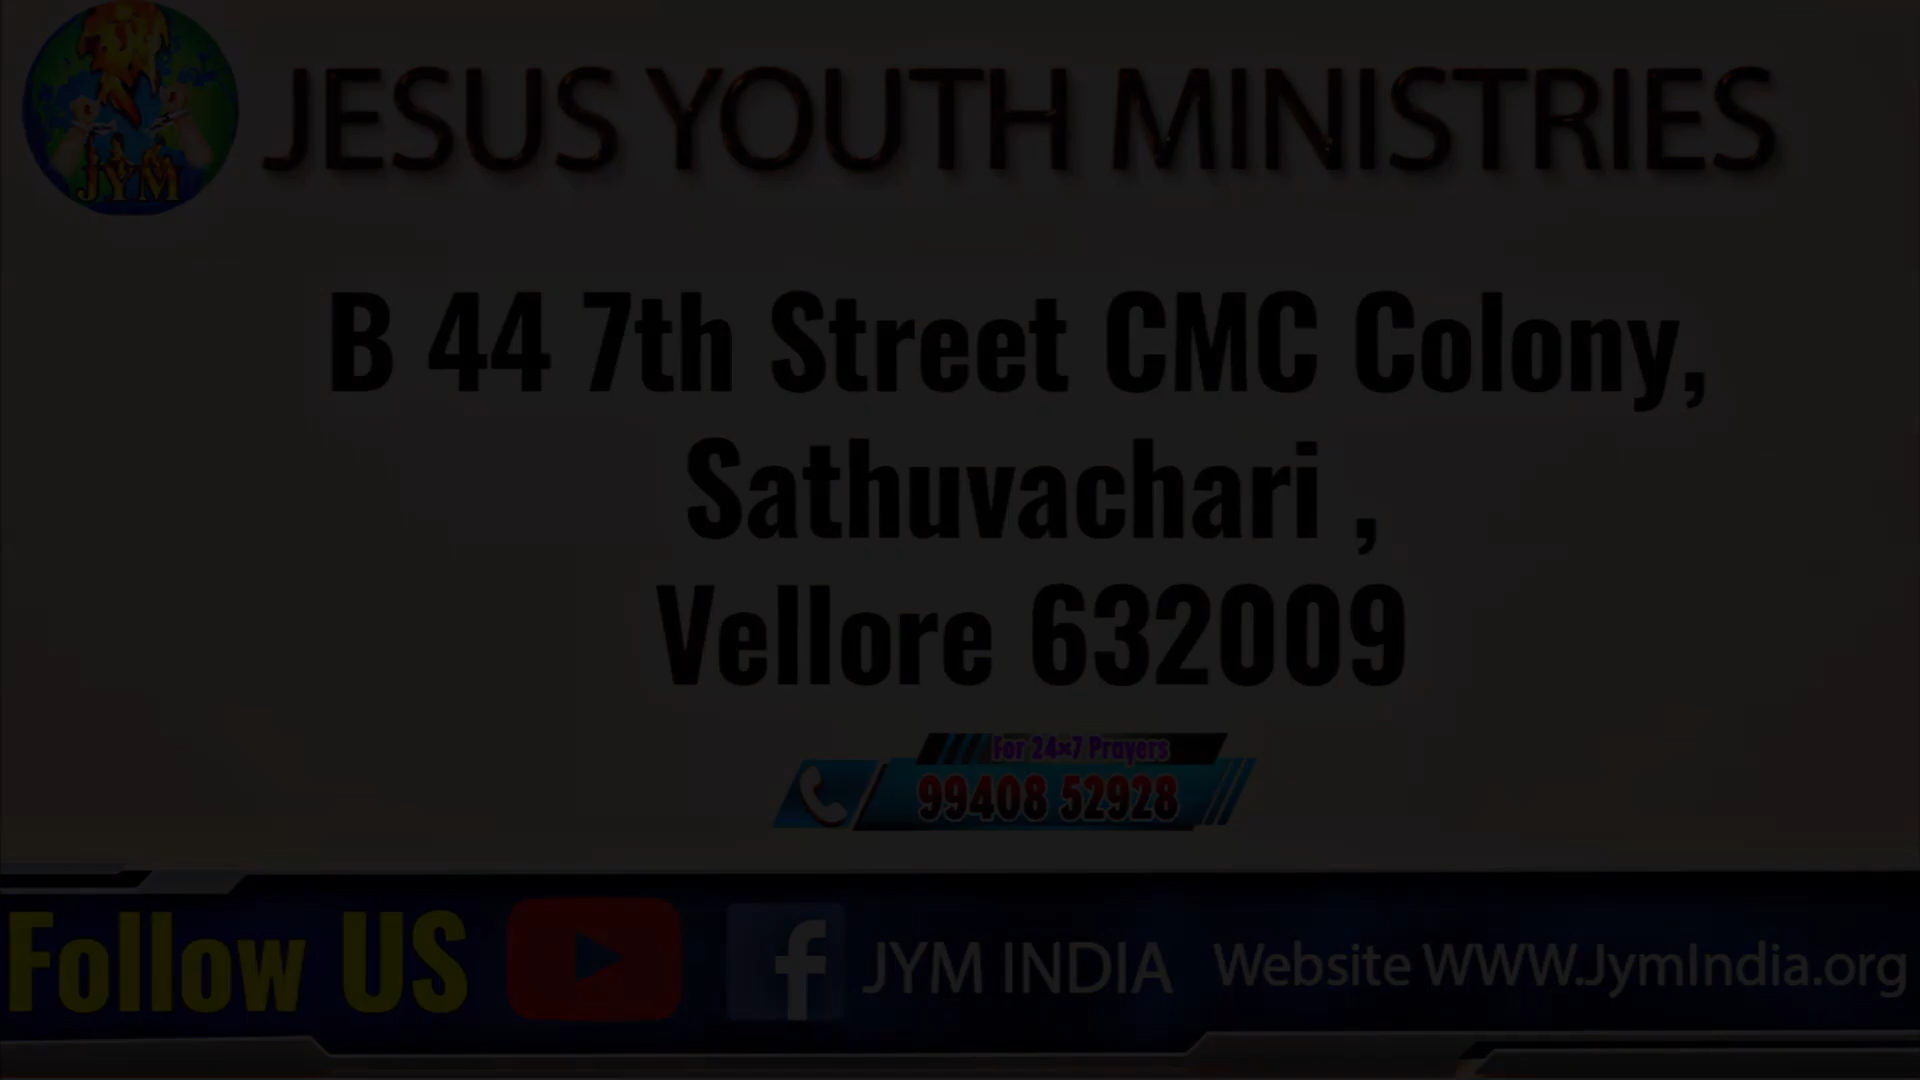 JYM
JESUS YOUTH MINISTRIES
B 44 7th Street CMC Colony,
Sathuvachari ,
Vellore 632009
For 24×7 Prayers
99408 52928
Follow US
f JYM INDIA Website WWW.JymIndia.org